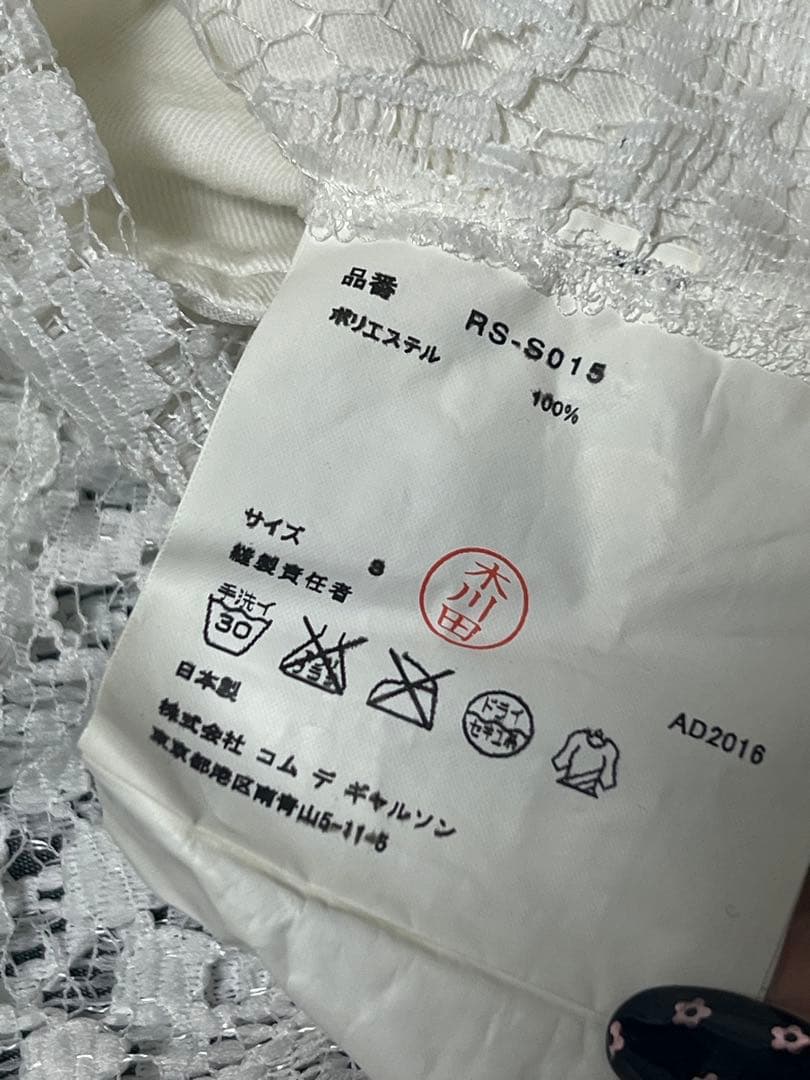 品番 RS-S015
ポリエステル 100%
サイズ S
縫製責任者 木川田
手洗イ
30
ドライ
セキユ系
日本製
AD2016
株式会社 コム デ ギャルソン
東京都港区南青山5-11-5